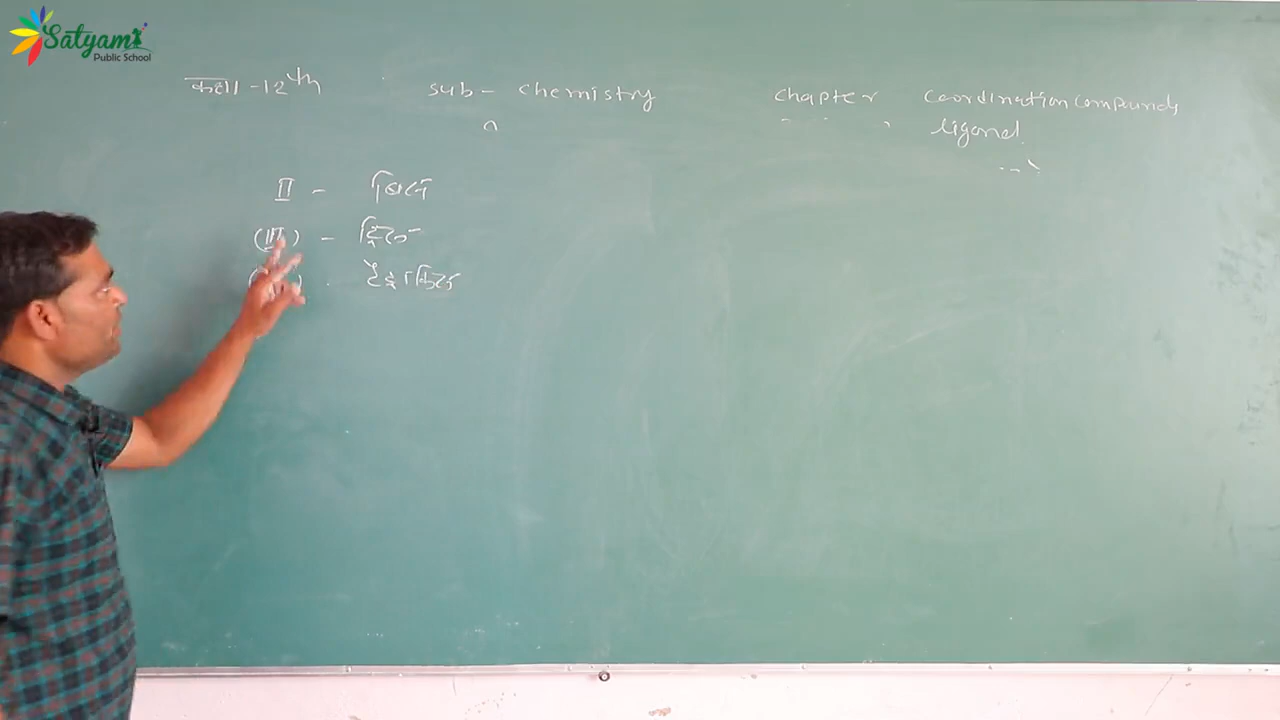 Satyam
Public School
कक्षा - 12th sub - chemistry chapter coordination compounds
ligand
II -
(III) -